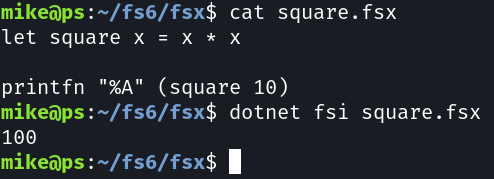 mike@ps:~/fs6/fsx$ cat square.fsx
let square x = x * x
printfn "%A" (square 10)
mike@ps:~/fs6/fsx$ dotnet fsi square.fsx
100
mike@ps:~/fs6/fsx$